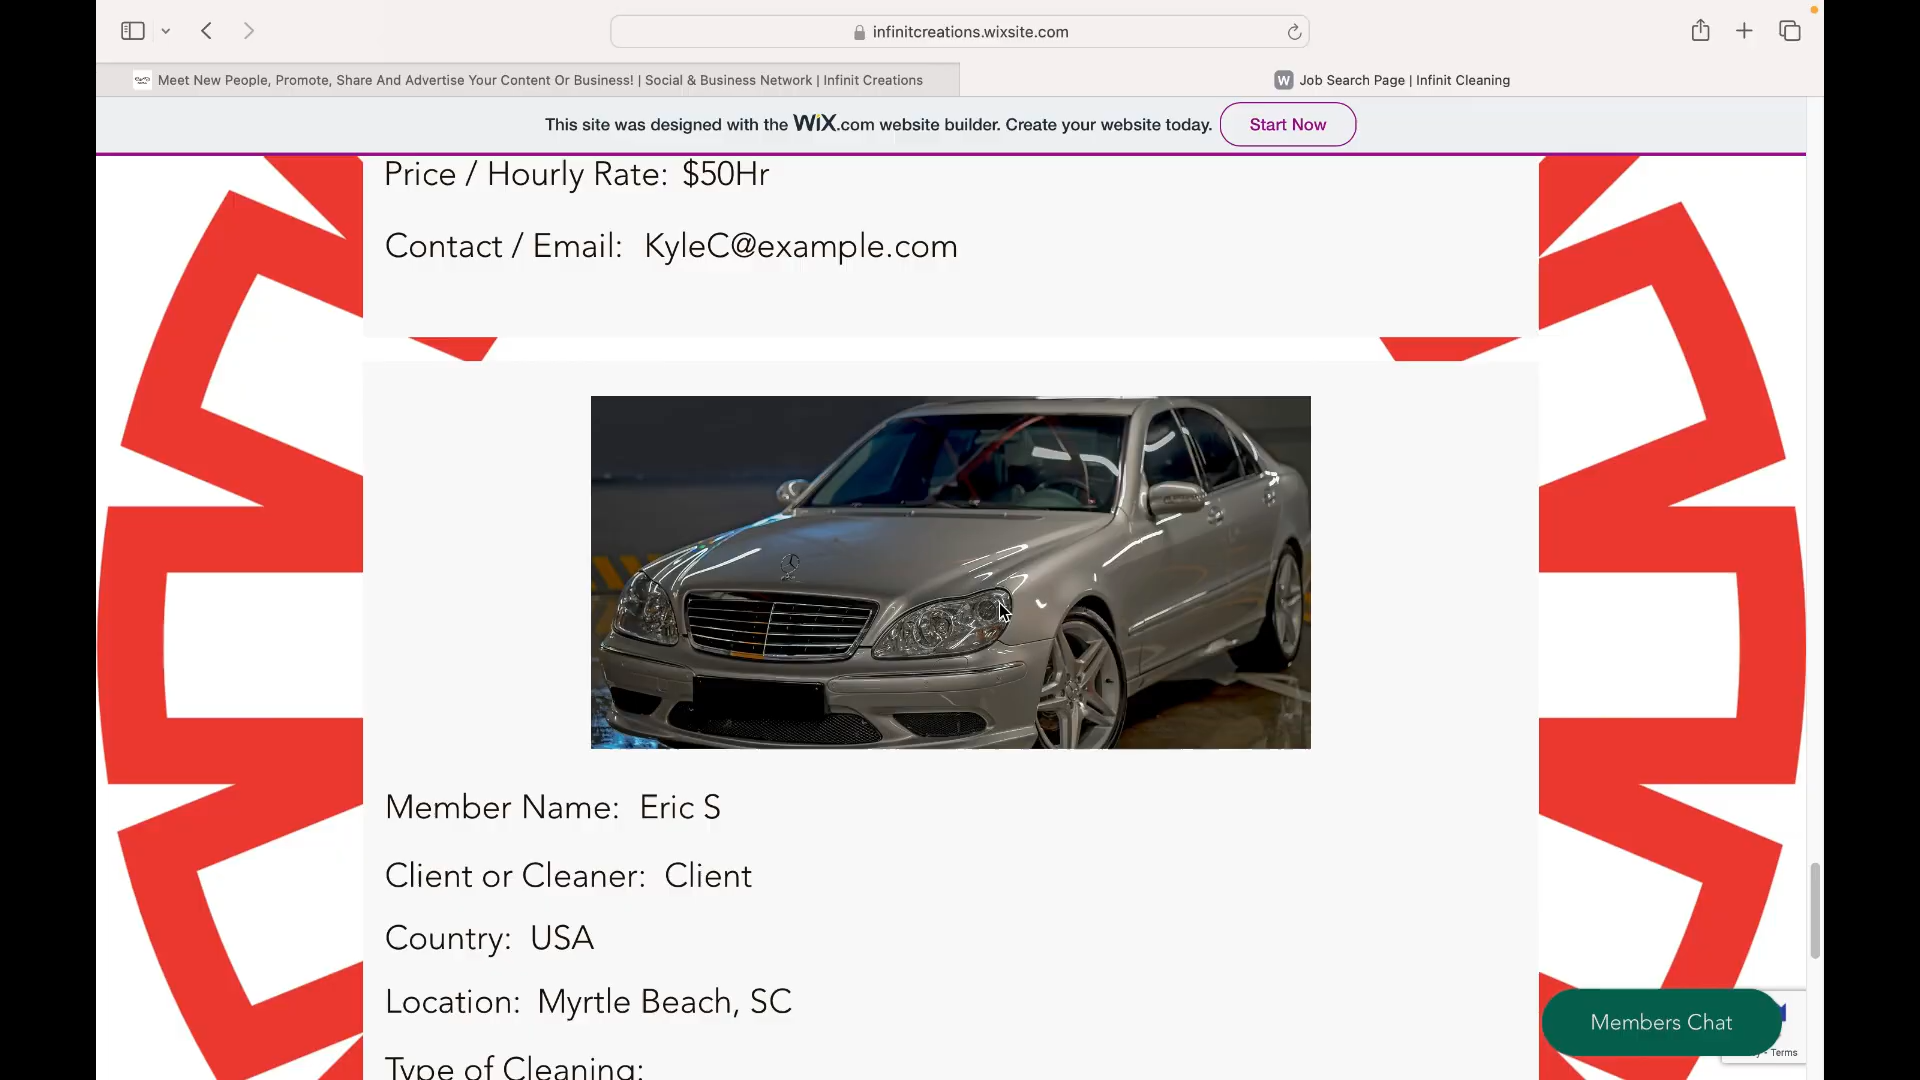 infinitcreations.wixsite.com
Meet New People, Promote, Share And Advertise Your Content Or Business! | Social & Business Network | Infinit Creations
W Job Search Page | Infinit Cleaning
This site was designed with the WiX.com website builder. Create your website today. Start Now
Price / Hourly Rate: $50Hr
Contact / Email: KyleC@example.com
Member Name: Eric S
Client or Cleaner: Client
Country: USA
Location: Myrtle Beach, SC
Type of Cleaning:
Members Chat
- Terms